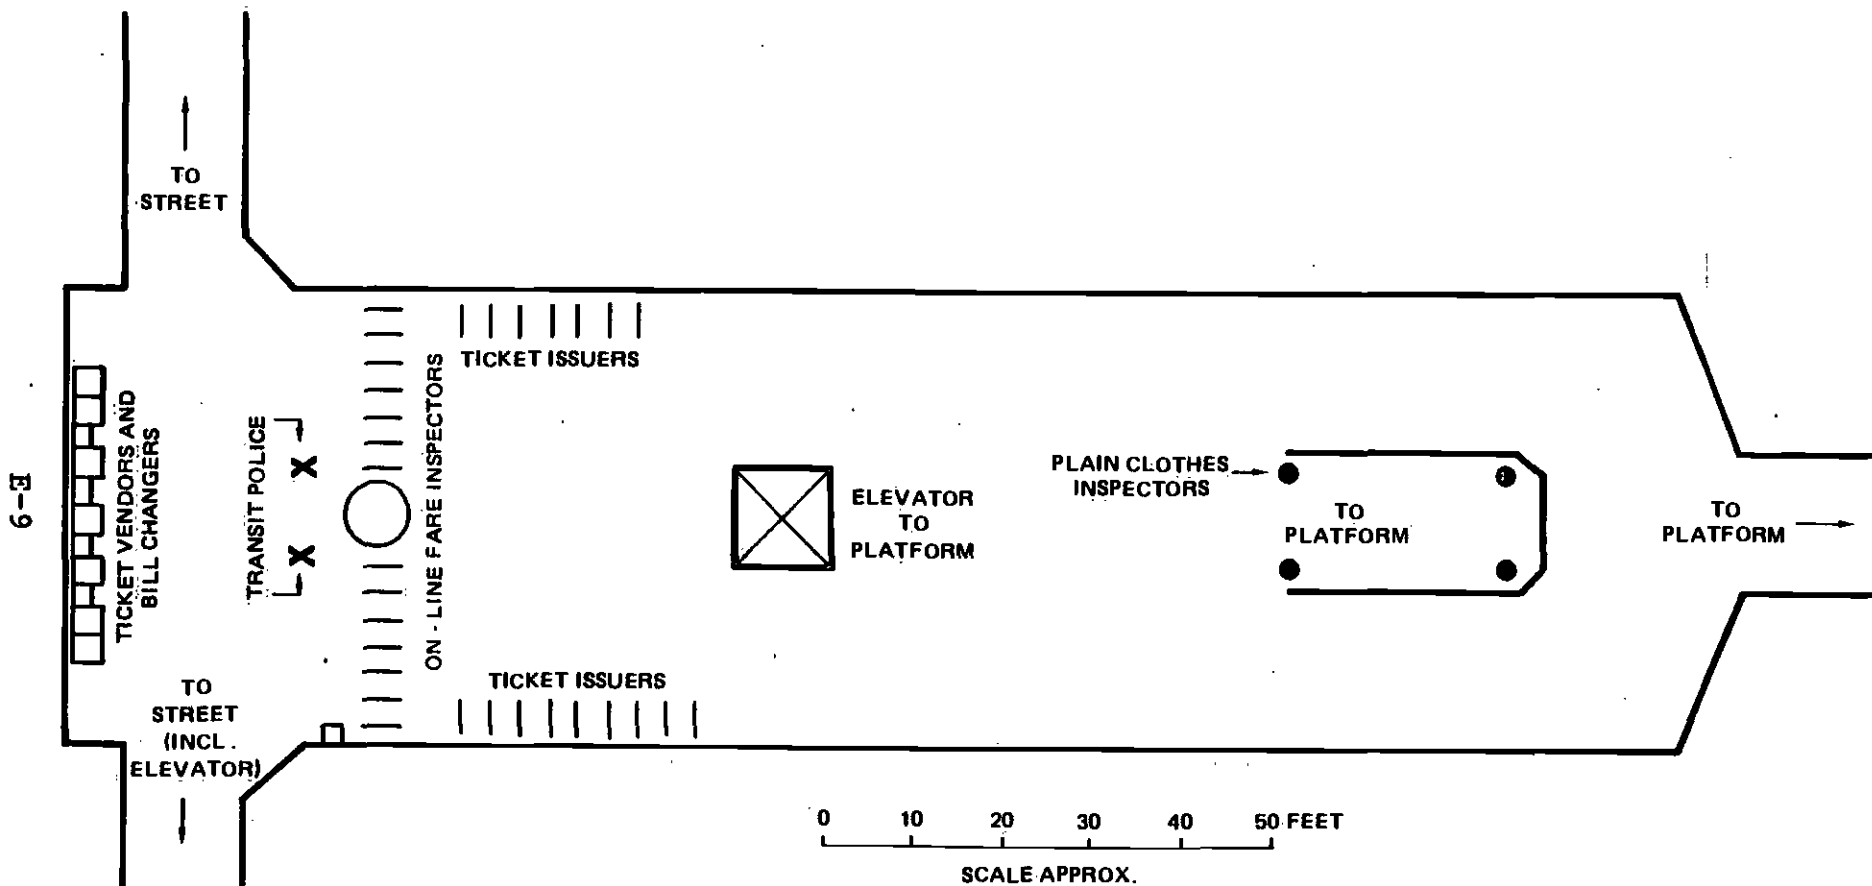 TO
STREET
TICKET ISSUERS
ON - LINE FARE INSPECTORS
TRANSIT POLICE
X
X
TICKET VENDORS AND
BILL CHANGERS
E-9
ELEVATOR
TO
PLATFORM
PLAIN CLOTHES
INSPECTORS
TO
PLATFORM
TO
PLATFORM
TICKET ISSUERS
TO
STREET
(INCL.
ELEVATOR)
0 10 20 30 40 50 FEET
SCALE APPROX.